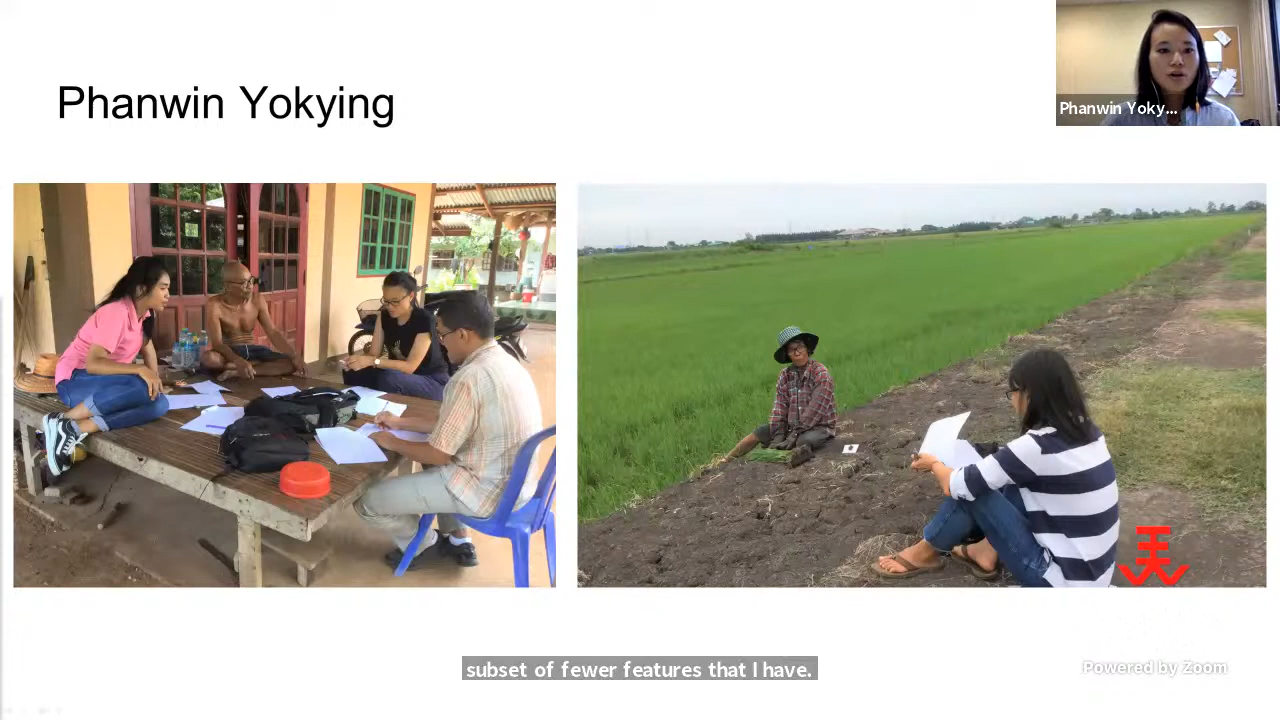 Phanwin Yokying
Phanwin Yoky...
subset of fewer features that I have.
Powered by Zoom